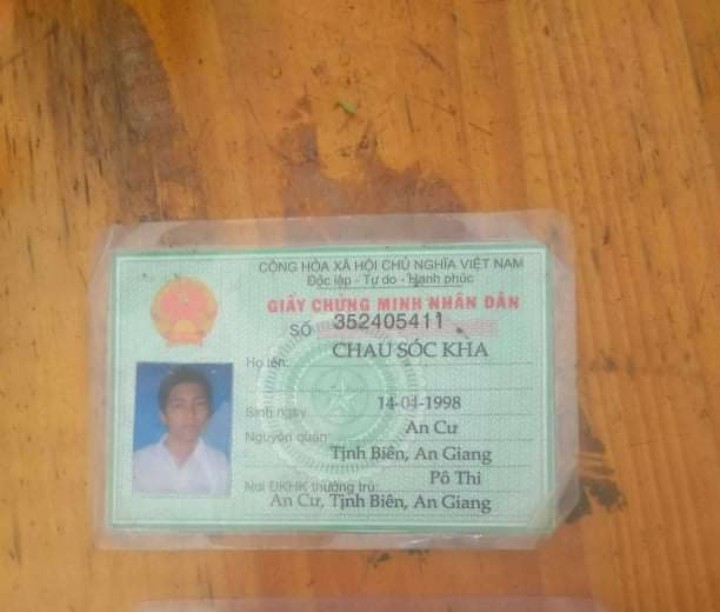 CỘNG HÒA XÃ HỘI CHỦ NGHĨA VIỆT NAM
Độc lập - Tự do - Hạnh phúc
GIẤY CHỨNG MINH NHÂN DÂN
SỐ 352405411
Họ tên: CHAU SÓC KHA
Sinh ngày 14-04-1998
Nguyên quán: An Cư
Tịnh Biên, An Giang
Nơi ĐKHK thường trú: Pô Thi
An Cư, Tịnh Biên, An Giang